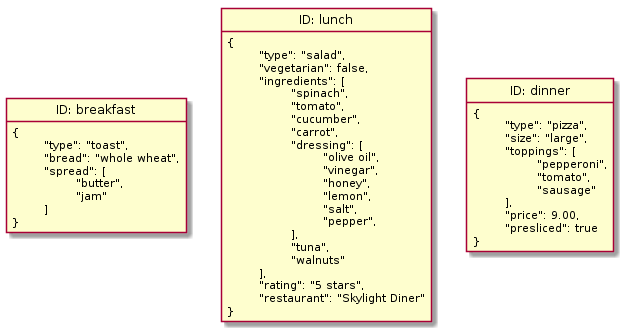 ID: breakfast
{
"type": "toast",
"bread": "whole wheat",
"spread": [
"butter",
"jam"
]
}
ID: lunch
{
"type": "salad",
"vegetarian": false,
"ingredients": [
"spinach",
"tomato",
"cucumber",
"carrot",
"dressing": [
"olive oil",
"vinegar",
"honey",
"lemon",
"salt",
"pepper",
],
"tuna",
"walnuts"
],
"rating": "5 stars",
"restaurant": "Skylight Diner"
}
ID: dinner
{
"type": "pizza",
"size": "large",
"toppings": [
"pepperoni",
"tomato",
"sausage"
],
"price": 9.00,
"presliced": true
}